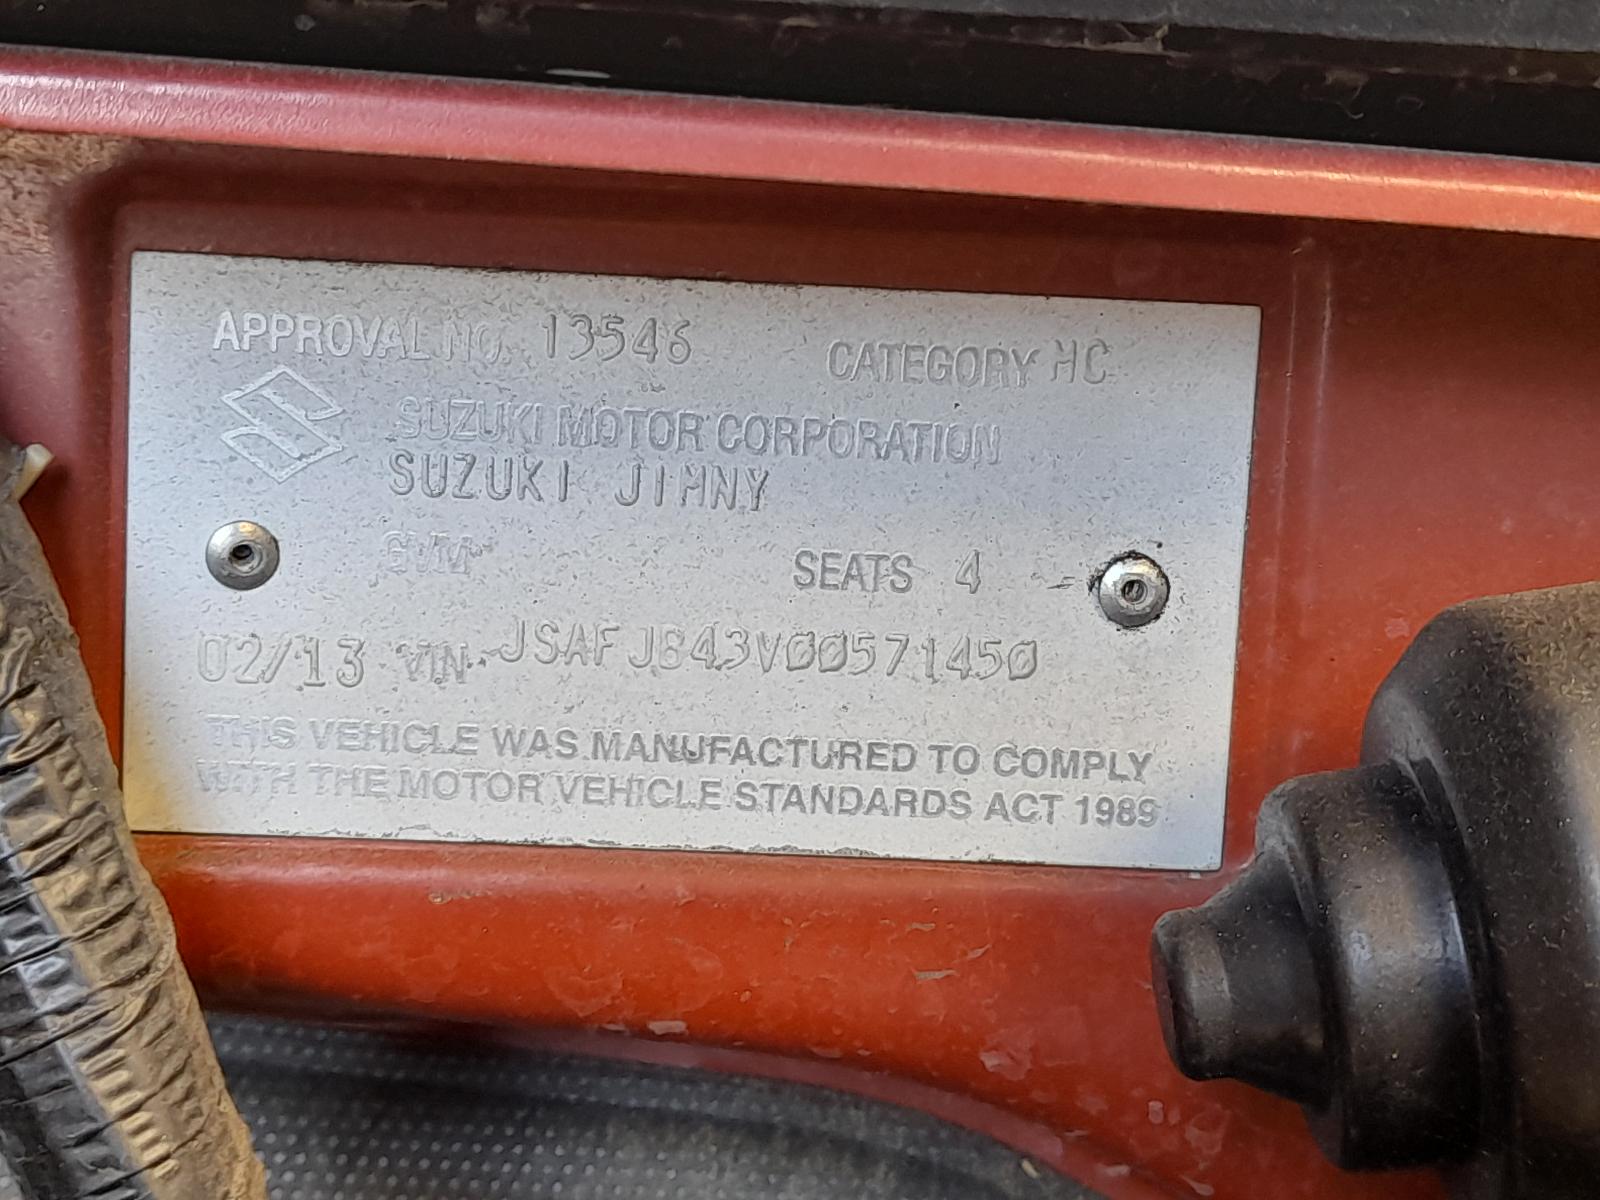 APPROVAL NO. 13546 CATEGORY MC
SUZUKI MOTOR CORPORATION
SUZUKI JIMNY
GVM SEATS 4
02/13 VIN JSAFJB43V00571450
THIS VEHICLE WAS MANUFACTURED TO COMPLY
WITH THE MOTOR VEHICLE STANDARDS ACT 1989